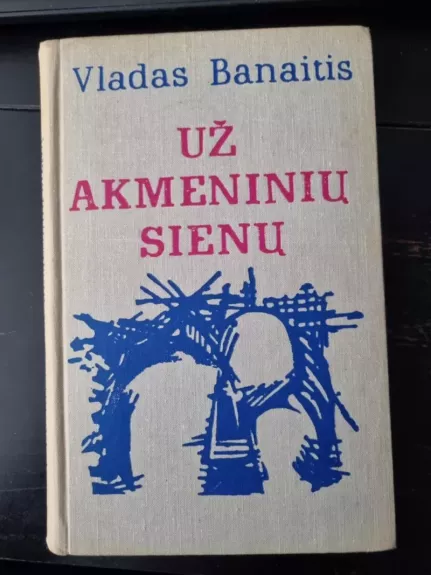 Vladas Banaitis
UŽ
AKMENINIŲ
SIENŲ